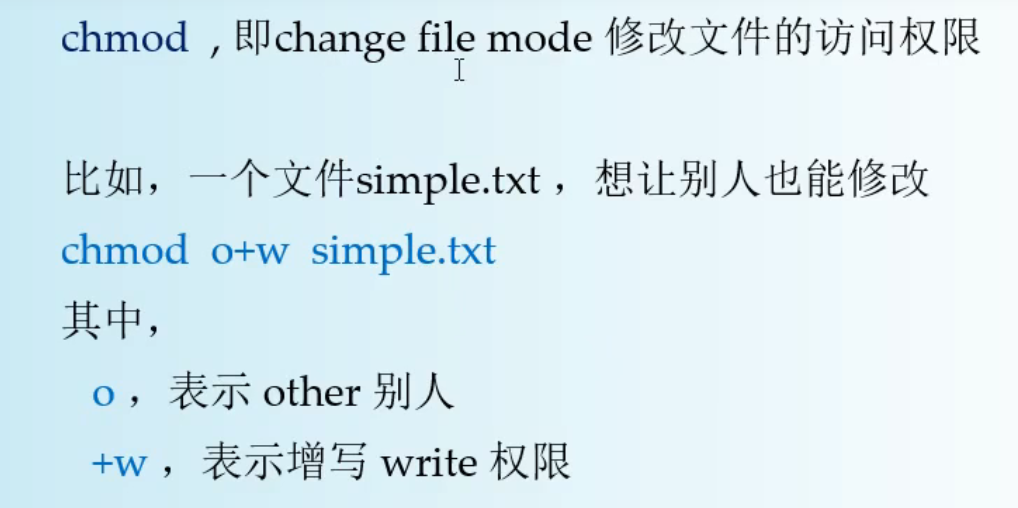 chmod , 即change file mode 修改文件的访问权限
比如，一个文件simple.txt ，想让别人也能修改
chmod o+w simple.txt
其中，
o ，表示 other 别人
+w ，表示增写 write 权限